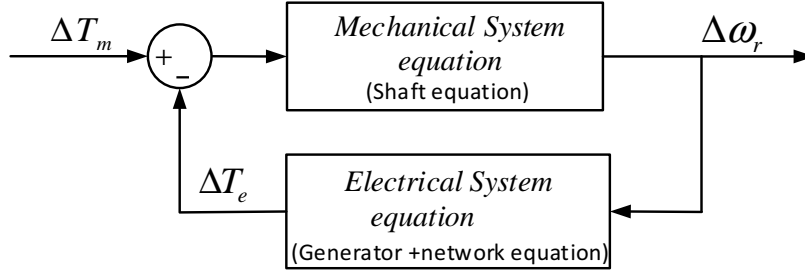 ΔT_m
+
−
Mechanical System
equation
(Shaft equation)
Δω_r
ΔT_e
Electrical System
equation
(Generator +network equation)